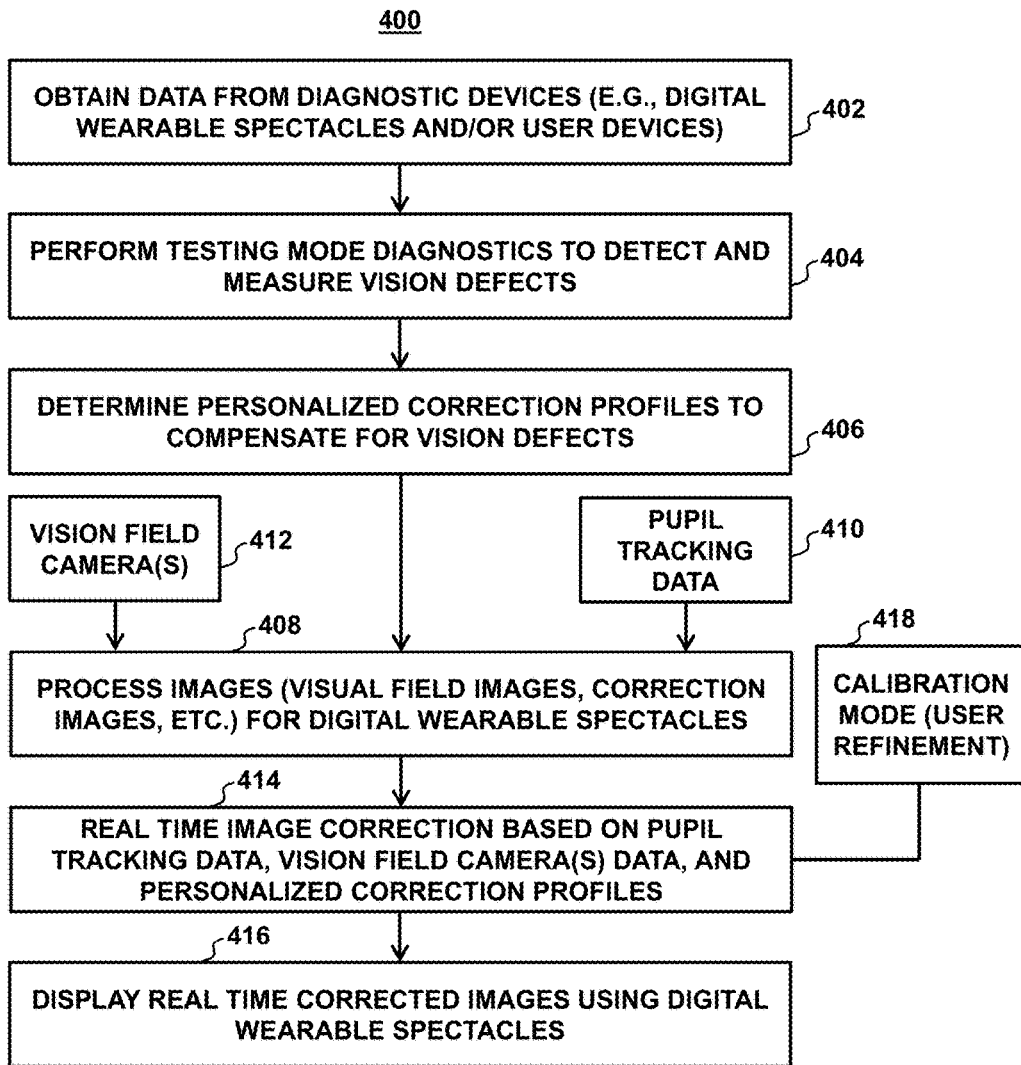 400
OBTAIN DATA FROM DIAGNOSTIC DEVICES (E.G., DIGITAL
WEARABLE SPECTACLES AND/OR USER DEVICES)
402
PERFORM TESTING MODE DIAGNOSTICS TO DETECT AND
MEASURE VISION DEFECTS
404
DETERMINE PERSONALIZED CORRECTION PROFILES TO
COMPENSATE FOR VISION DEFECTS
406
VISION FIELD
CAMERA(S)
412
PUPIL
TRACKING
DATA
410
408
PROCESS IMAGES (VISUAL FIELD IMAGES, CORRECTION
IMAGES, ETC.) FOR DIGITAL WEARABLE SPECTACLES
418
CALIBRATION
MODE (USER
REFINEMENT)
414
REAL TIME IMAGE CORRECTION BASED ON PUPIL
TRACKING DATA, VISION FIELD CAMERA(S) DATA, AND
PERSONALIZED CORRECTION PROFILES
416
DISPLAY REAL TIME CORRECTED IMAGES USING DIGITAL
WEARABLE SPECTACLES